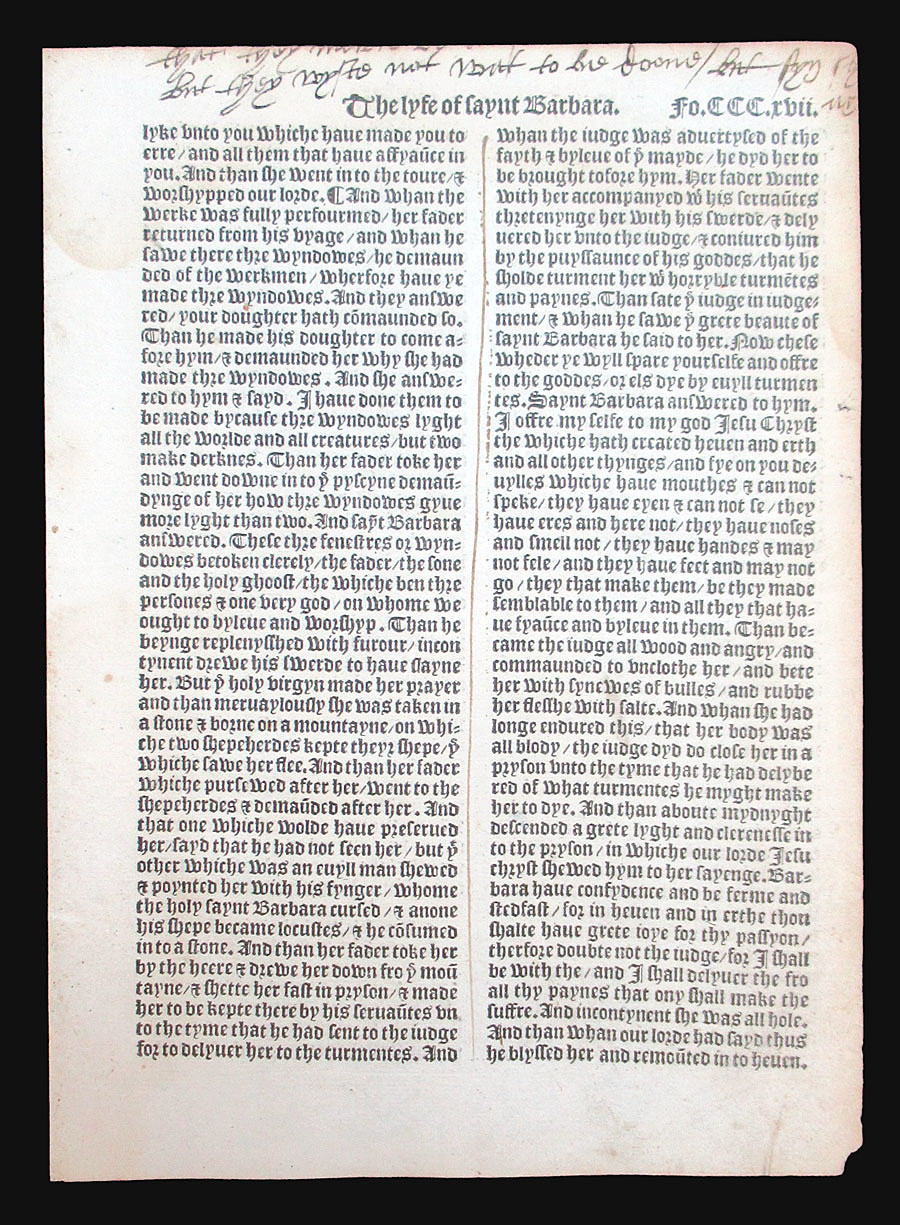 that they
But they wyste not wat to be doone / but syn
The lyfe of saynt Barbara. Fo.CCC.xvii.
lyke vnto you whiche haue made you to
erre / and all them that haue affyaūce in
you. And than she went in to the toure / ⁊
worshypped our lorde. ¶And whan the
werke was fully perfourmed / her fader
returned from his vyage / and whan he
sawe there thre wyndowes / he demaun
ded of the werkmen / wherfore haue ye
made thre wyndowes. And they answe
red / your doughter hath cōmaunded so.
Than he made his doughter to come a⸗
fore hym / ⁊ demaunded her why she had
made thre wyndowes. And she answe⸗
red to hym ⁊ sayd. I haue done them to
be made bycause thre wyndowes lyght
all the worlde and all creatures / but two
make derknes. Than her fader toke her
and went downe in to yͤ pyscyne demaū⸗
dynge of her how thre wyndowes gyue
more lyght than two. And sayt̄ Barbara
answered. These thre fenestres or wyn⸗
dowes betoken clerely / the fader / the sone
and the holy ghoost / the whiche ben thre
persones ⁊ one very god / on whome we
ought to byleue and worshyp. Than he
beynge replenysshed with furour / incon
tynent drewe his swerde to haue slayne
her. But yͤ holy virgyn made her prayer
and than meruaylously she was taken in
a stone ⁊ borne on a mountayne / on whi⸗
che two shepeherdes kepte theyr shepe / yͤ
whiche sawe her flee. And than her fader
whiche pursewed after her / went to the
shepeherdes ⁊ demaūded after her. And
that one whiche wolde haue preserued
her / sayd that he had not seen her / but yͤ
other whiche was an euyll man shewed
⁊ poynted her with his fynger / whome
the holy saynt Barbara cursed / ⁊ anone
his shepe became locustes / ⁊ he cōsumed
in to a stone. And than her fader toke her
by the heere ⁊ drewe her down fro yͤ moū
tayne / ⁊ shette her fast in pryson / ⁊ made
her to be kepte there by his seruaūtes vn
to the tyme that he had sent to the iudge
for to delyuer her to the turmentes. And
whan the iudge was aduertysed of the
fayth ⁊ byleue of yͤ mayde / he dyd her to
be brought tofore hym. Her fader wente
with her accompanyed wͭ his seruaūtes
thretenynge her with his swerde / ⁊ dely
uered her vnto the iudge / ⁊ coniured him
by the puyssaunce of his goddes / that he
sholde turment her wͭ horryble turmētes
and paynes. Than sate yͤ iudge in iudge⸗
ment / ⁊ whan he sawe yͤ grete beaute of
saynt Barbara he said to her. Now chese
wheder ye wyll spare yourselfe and offre
to the goddes / or els dye by euyll turmen
tes. Saynt Barbara answered to hym.
I offre my selfe to my god Jesu Chryst
the whiche hath created heuen and erth
and all other thynges / and fye on you de⸗
uylles whiche haue mouthes ⁊ can not
speke / they haue eyen ⁊ can not se / they
haue eres and here not / they haue noses
and smell not / they haue handes ⁊ may
not fele / and they haue feet and may not
go / they that make them / be they made
semblable to them / and all they that ha⸗
ue fyaūce and byleue in them. Than be⸗
came the iudge all wood and angry / and
commaunded to vnclothe her / and bete
her with synewes of bulles / and rubbe
her flesshe with salte. And whan she had
longe endured this / that her body was
all blody / the iudge dyd do close her in a
pryson vnto the tyme that he had delybe
red of what turmentes he myght make
her to dye. And than aboute mydnyght
descended a grete lyght and clerenesse in
to the pryson / in whiche our lorde Jesu
chryst shewed hym to her sayenge. Bar⸗
bara haue confydence and be ferme and
stedfast / for in heuen and in erthe thou
shalte haue grete ioye for thy passyon /
therfore doubte not the iudge / for I shall
be with the / and I shall delyuer the fro
all thy paynes that ony shall make the
suffre. And incontynent she was all hole.
And than whan our lorde had sayd thus
he blyssed her and remoūted in to heuen.